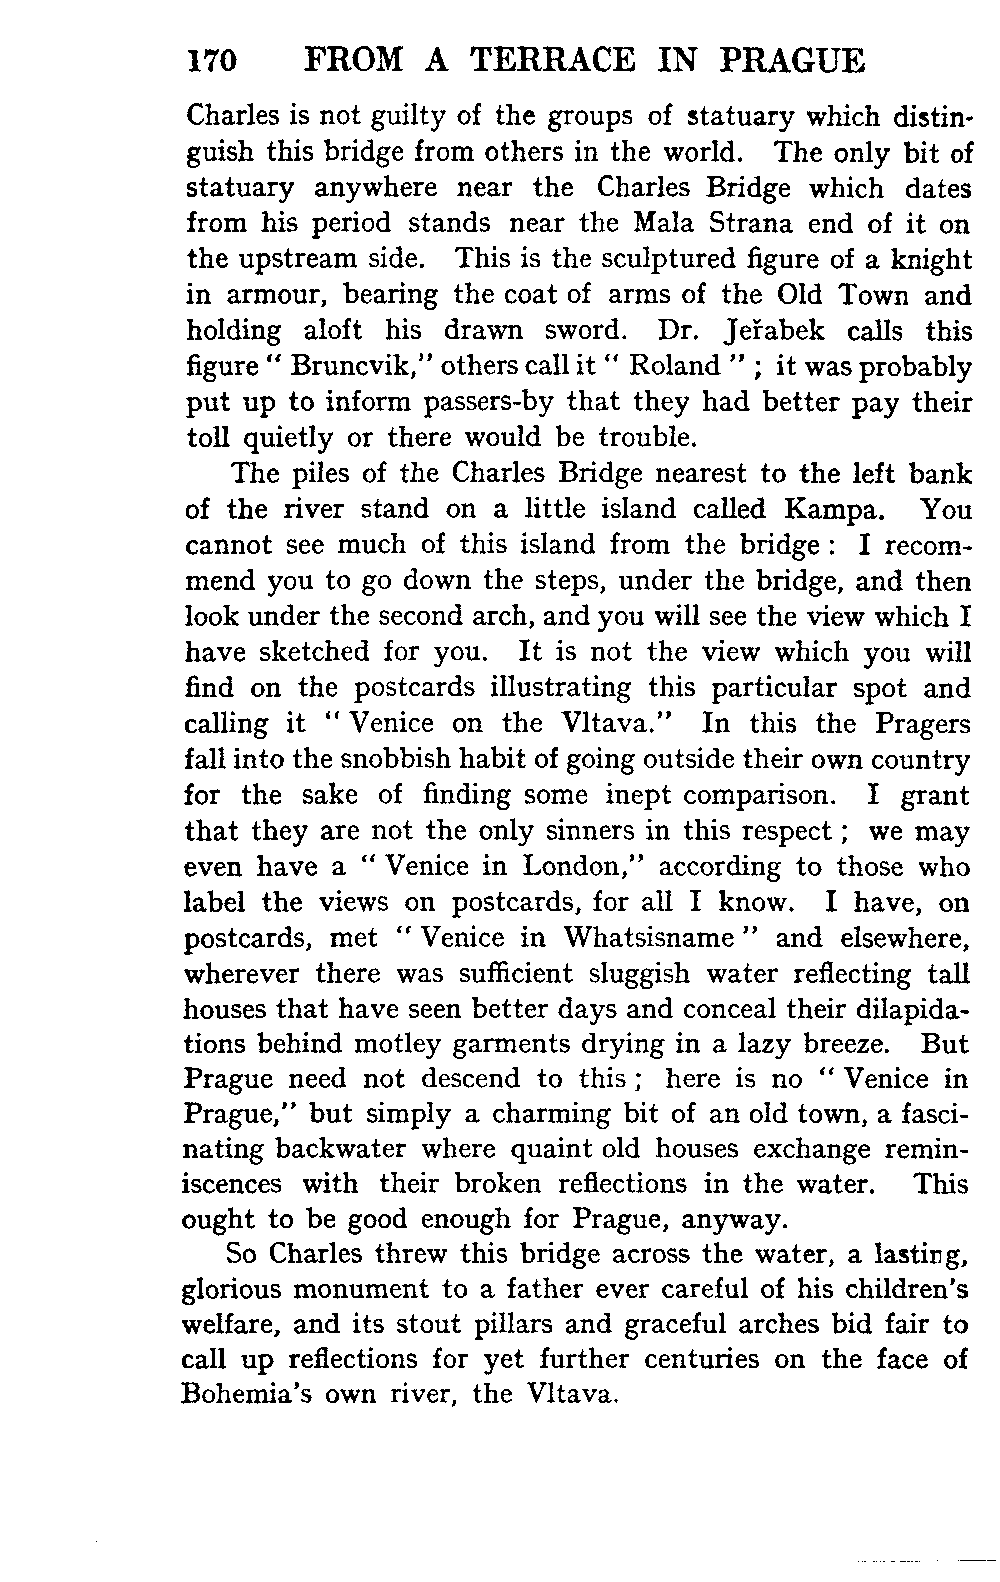 170 FROM A TERRACE IN PRAGUE
Charles is not guilty of the groups of statuary which distin-
guish this bridge from others in the world. The only bit of
statuary anywhere near the Charles Bridge which dates
from his period stands near the Mala Strana end of it on
the upstream side. This is the sculptured figure of a knight
in armour, bearing the coat of arms of the Old Town and
holding aloft his drawn sword. Dr. Jeřabek calls this
figure " Bruncvik," others call it " Roland " ; it was probably
put up to inform passers-by that they had better pay their
toll quietly or there would be trouble.
The piles of the Charles Bridge nearest to the left bank
of the river stand on a little island called Kampa. You
cannot see much of this island from the bridge : I recom-
mend you to go down the steps, under the bridge, and then
look under the second arch, and you will see the view which I
have sketched for you. It is not the view which you will
find on the postcards illustrating this particular spot and
calling it " Venice on the Vltava." In this the Pragers
fall into the snobbish habit of going outside their own country
for the sake of finding some inept comparison. I grant
that they are not the only sinners in this respect ; we may
even have a " Venice in London," according to those who
label the views on postcards, for all I know. I have, on
postcards, met " Venice in Whatsisname " and elsewhere,
wherever there was sufficient sluggish water reflecting tall
houses that have seen better days and conceal their dilapida-
tions behind motley garments drying in a lazy breeze. But
Prague need not descend to this ; here is no " Venice in
Prague," but simply a charming bit of an old town, a fasci-
nating backwater where quaint old houses exchange remin-
iscences with their broken reflections in the water. This
ought to be good enough for Prague, anyway.
So Charles threw this bridge across the water, a lasting,
glorious monument to a father ever careful of his children's
welfare, and its stout pillars and graceful arches bid fair to
call up reflections for yet further centuries on the face of
Bohemia's own river, the Vltava.